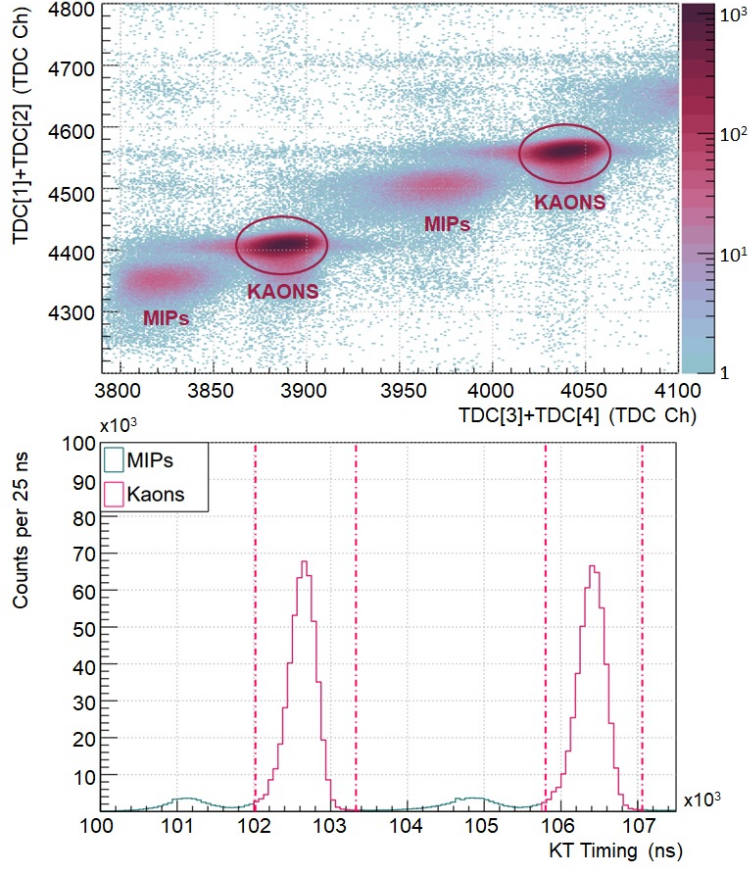 TDC[1]+TDC[2] (TDC Ch)
4800
4700
4600
4500
4400
4300
KAONS
MIPs
KAONS
MIPs
10³
10²
10¹
1
3800 3850 3900 3950 4000 4050 4100
TDC[3]+TDC[4] (TDC Ch)
x10³
Counts per 25 ns
100
90
80
70
60
50
40
30
20
10
MIPs
Kaons
x10³
100 101 102 103 104 105 106 107
KT Timing (ns)